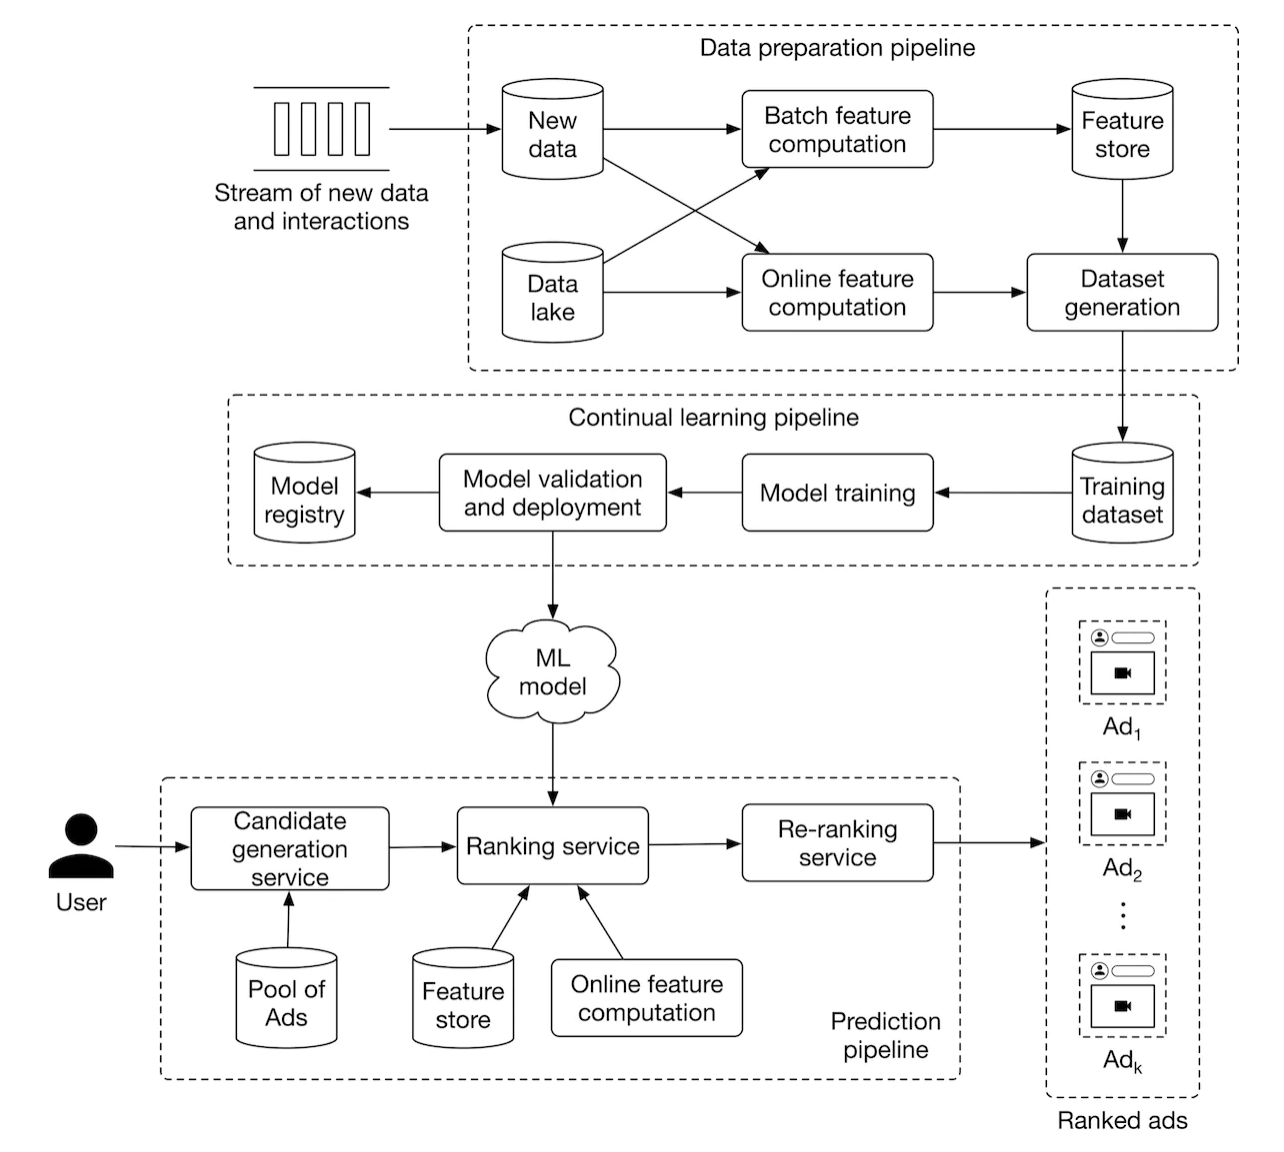 Data preparation pipeline
New
data
Batch feature
computation
Feature
store
Stream of new data
and interactions
Data
lake
Online feature
computation
Dataset
generation
Continual learning pipeline
Model
registry
Model validation
and deployment
Model training
Training
dataset
ML
model
Ad1
Candidate
generation
service
Ranking service
Re-ranking
service
User
Ad2
Pool of
Ads
Feature
store
Online feature
computation
Prediction
pipeline
Adk
Ranked ads